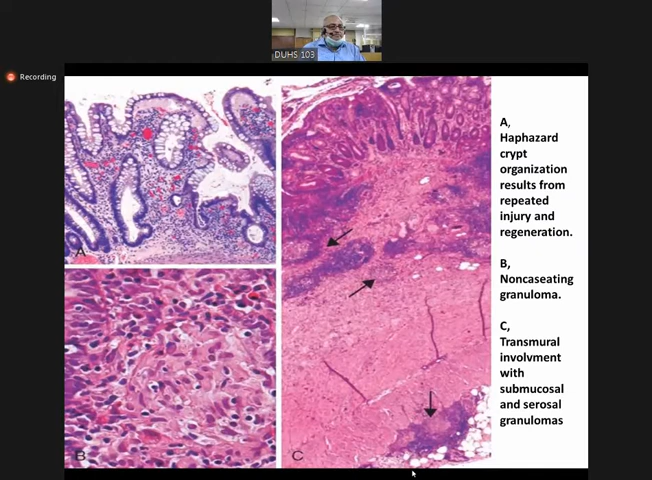 DUHS 103
Recording
A,
Haphazard
crypt
organization
results from
repeated
injury and
regeneration.
B,
Noncaseating
granuloma.
C,
Transmural
involvment
with
submucosal
and serosal
granulomas
A
B
C